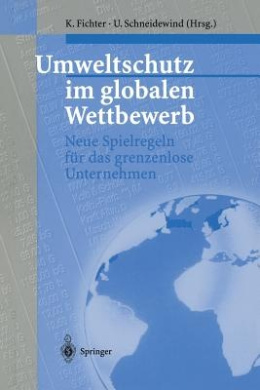 K. Fichter · U. Schneidewind (Hrsg.)
Umweltschutz
im globalen
Wettbewerb
Neue Spielregeln
für das grenzenlose
Unternehmen
Springer